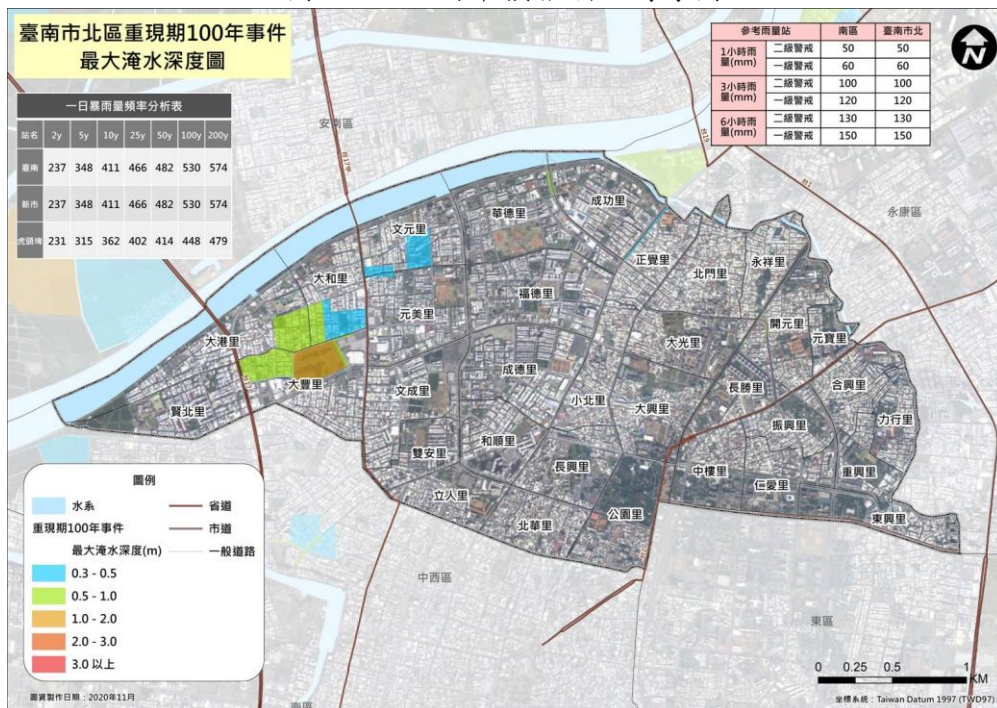 臺南市北區重現期100年事件
最大淹水深度圖
一日暴雨量頻率分析表
站名 2y 5y 10y 25y 50y 100y 200y
臺南 237 348 411 466 482 530 574
新市 237 348 411 466 482 530 574
虎頭埤 231 315 362 402 414 448 479
參考雨量站 南區 臺南市北
1小時雨量(mm) 二級警戒 50 50
一級警戒 60 60
3小時雨量(mm) 二級警戒 100 100
一級警戒 120 120
6小時雨量(mm) 二級警戒 130 130
一級警戒 150 150
N
安南區
台17甲
台19
台1
永康區
成功里
華德里
文元里
正覺里
北門里
永祥里
大和里
福德里
元美里
開元里
元寶里
大港里
大光里
成德里
大豐里
文成里
長勝里
合興里
賢北里
小北里
大興里
力行里
振興里
和順里
雙安里
長興里
中樓里
仁愛里
重興里
立人里
北華里
公園里
東興里
中西區
東區
南區
圖例
水系
省道
重現期100年事件
市道
最大淹水深度(m)
一般道路
0.3 - 0.5
0.5 - 1.0
1.0 - 2.0
2.0 - 3.0
3.0 以上
圖資製作日期：2020年11月
0 0.25 0.5 1
KM
坐標系統：Taiwan Datum 1997 (TWD97)